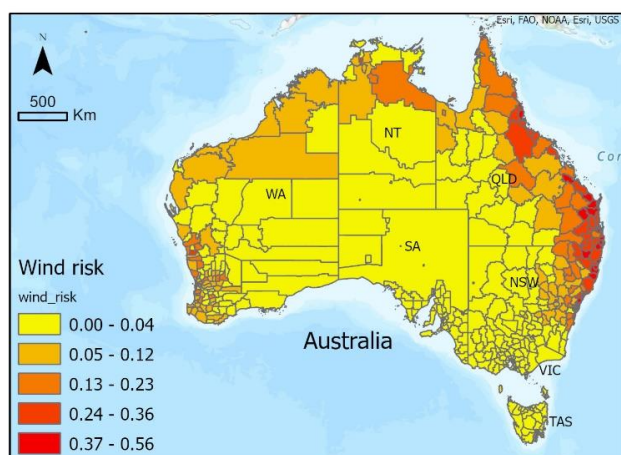 Esri, FAO, NOAA, Esri, USGS
N
500
Km
NT
QLD
WA
SA
NSW
Wind risk
wind_risk
0.00 - 0.04
0.05 - 0.12
0.13 - 0.23
0.24 - 0.36
0.37 - 0.56
Australia
VIC
TAS